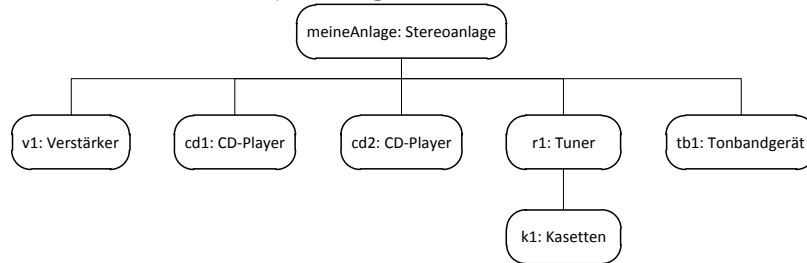 meineAnlage: Stereoanlage
v1: Verstärker
cd1: CD-Player
cd2: CD-Player
r1: Tuner
tb1: Tonbandgerät
k1: Kasetten